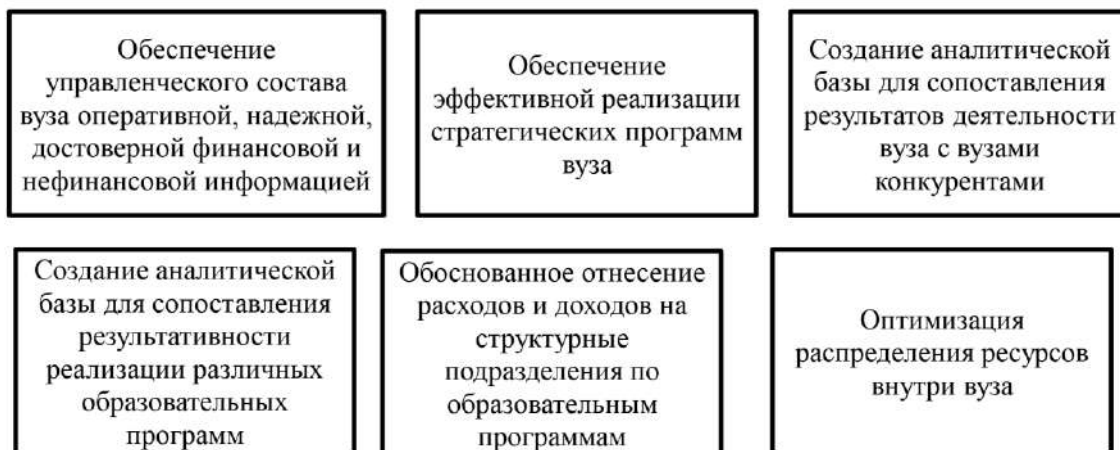 Обеспечение
управленческого состава
вуза оперативной, надежной,
достоверной финансовой и
нефинансовой информацией
Обеспечение
эффективной реализации
стратегических программ
вуза
Создание аналитической
базы для сопоставления
результатов деятельности
вуза с вузами
конкурентами
Создание аналитической
базы для сопоставления
результативности
реализации различных
образовательных
программ
Обоснованное отнесение
расходов и доходов на
структурные
подразделения по
образовательным
программам
Оптимизация
распределения ресурсов
внутри вуза